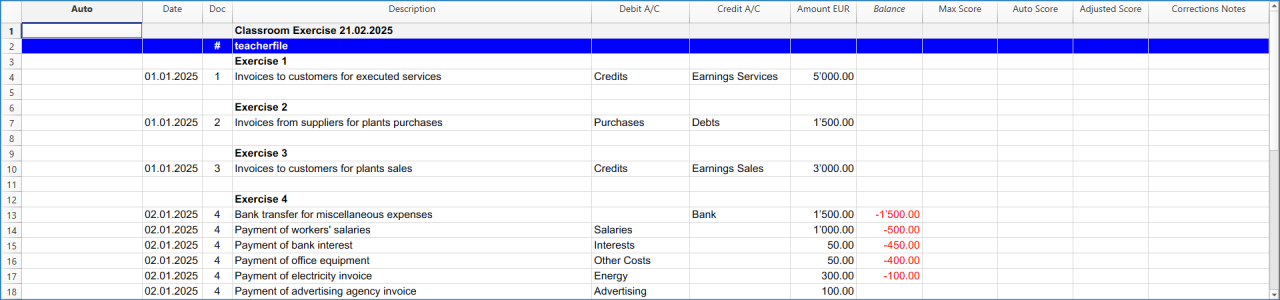 Auto Date Doc Description Debit A/C Credit A/C Amount EUR Balance Max Score Auto Score Adjusted Score Corrections Notes
1 Classroom Exercise 21.02.2025
2 # teacherfile
3 Exercise 1
4 01.01.2025 1 Invoices to customers for executed services Credits Earnings Services 5'000.00
5
6 Exercise 2
7 01.01.2025 2 Invoices from suppliers for plants purchases Purchases Debts 1'500.00
8
9 Exercise 3
10 01.01.2025 3 Invoices to customers for plants sales Credits Earnings Sales 3'000.00
11
12 Exercise 4
13 02.01.2025 4 Bank transfer for miscellaneous expenses Bank 1'500.00 -1'500.00
14 02.01.2025 4 Payment of workers' salaries Salaries 1'000.00 -500.00
15 02.01.2025 4 Payment of bank interest Interests 50.00 -450.00
16 02.01.2025 4 Payment of office equipment Other Costs 50.00 -400.00
17 02.01.2025 4 Payment of electricity invoice Energy 300.00 -100.00
18 02.01.2025 4 Payment of advertising agency invoice Advertising 100.00